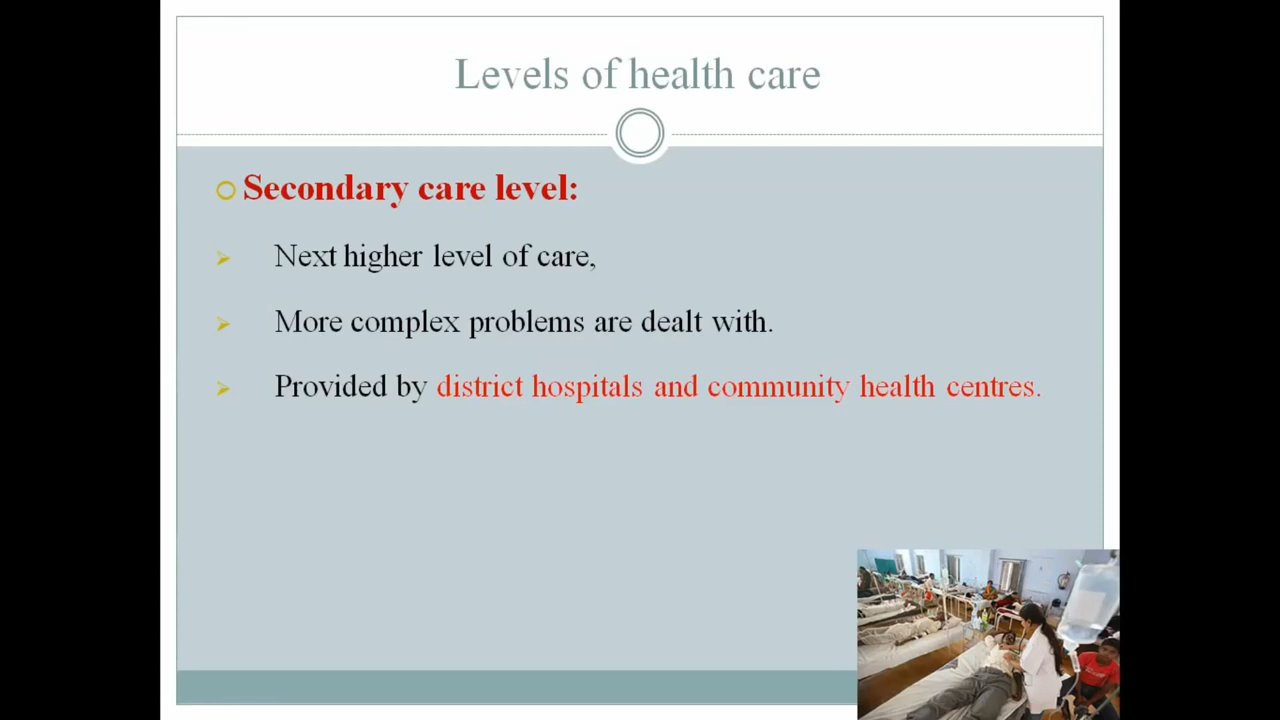 Levels of health care
Secondary care level:
Next higher level of care,
More complex problems are dealt with.
Provided by district hospitals and community health centres.